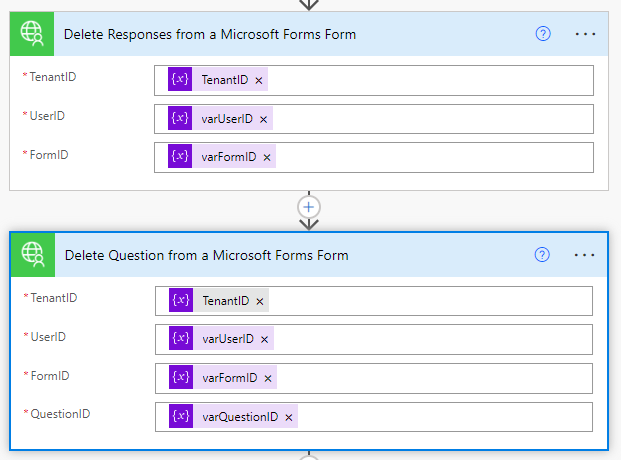 Delete Responses from a Microsoft Forms Form ? ...
* TenantID {x} TenantID ×
* UserID {x} varUserID ×
* FormID {x} varFormID ×
+
Delete Question from a Microsoft Forms Form ? ...
* TenantID {x} TenantID ×
* UserID {x} varUserID ×
* FormID {x} varFormID ×
* QuestionID {x} varQuestionID ×